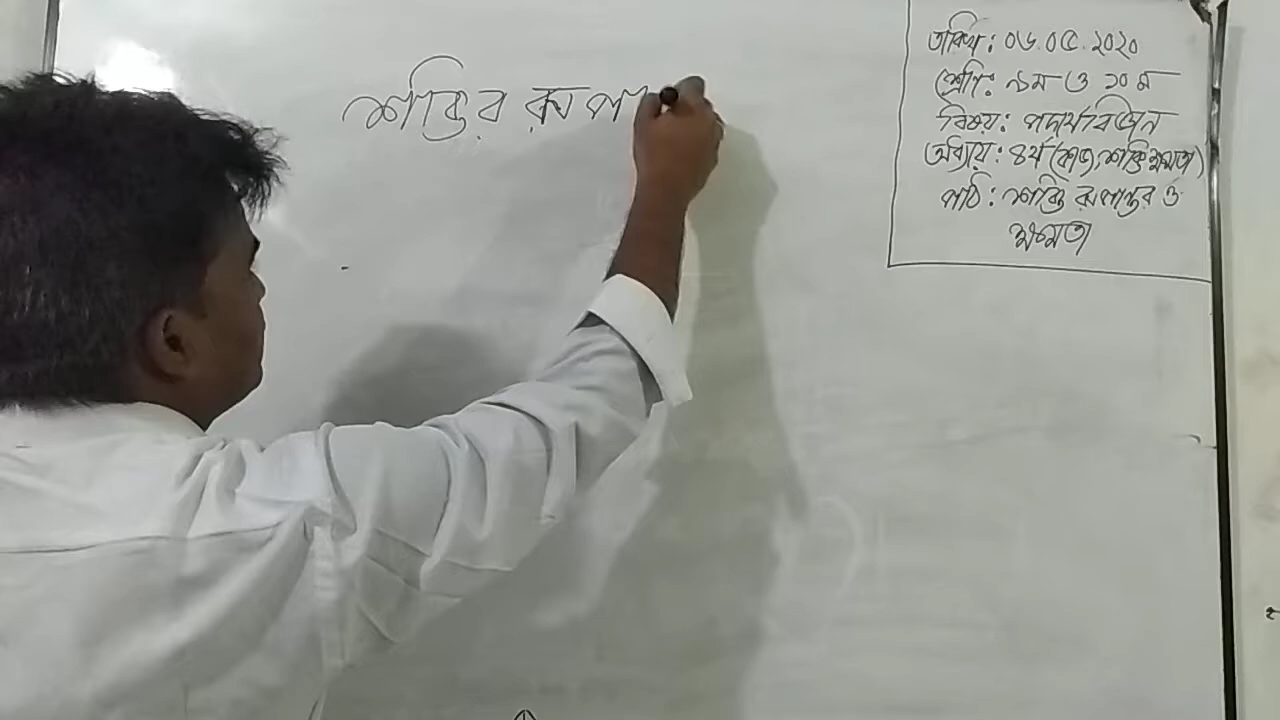 শক্তির রূপা
তারিখ: ০৬.০৫.২০২০
শ্রেণি: ৯ম ও ১০ম
বিষয়: পদার্থবিজ্ঞান
অধ্যায়: ৪র্থ (কাজ, শক্তি ক্ষমতা)
পাঠ: শক্তি রূপান্তর ও
ক্ষমতা